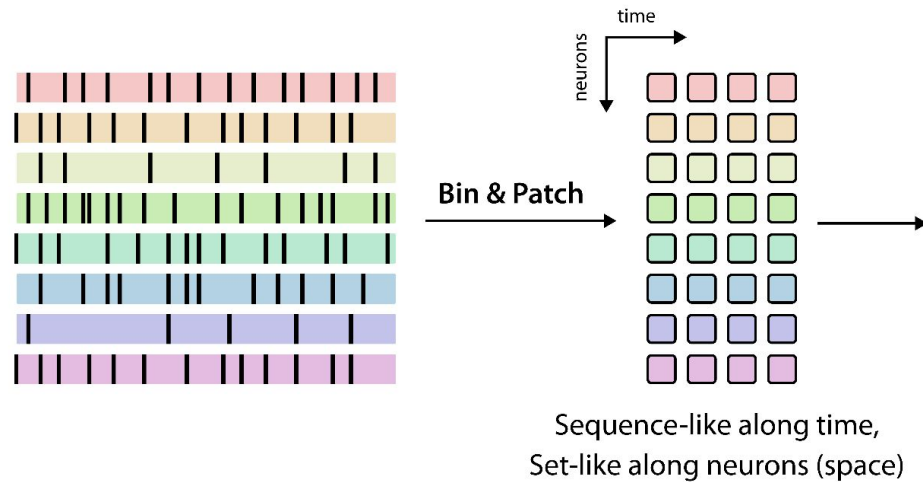 time
neurons
Bin & Patch
Sequence-like along time,
Set-like along neurons (space)